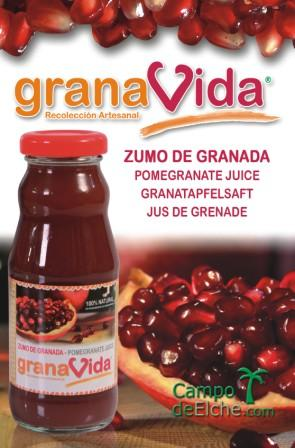 granaVida®
Recolección Artesanal
ZUMO DE GRANADA
POMEGRANATE JUICE
GRANATAPFELSAFT
JUS DE GRENADE
100% NATURAL
ZUMO DE GRANADA - POMEGRANATE JUICE
granaVida
Campo
deElche.com